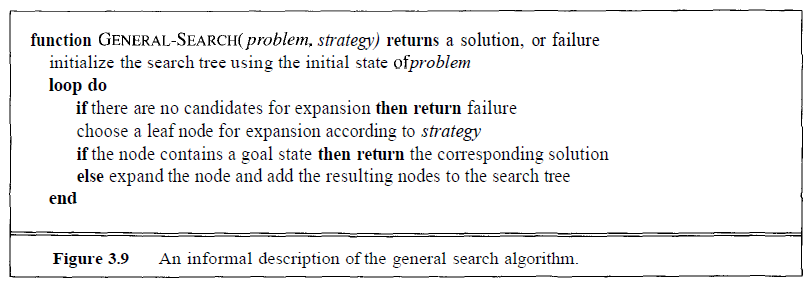 function GENERAL-SEARCH( problem, strategy) returns a solution, or failure
initialize the search tree using the initial state ofproblem
loop do
if there are no candidates for expansion then return failure
choose a leaf node for expansion according to strategy
if the node contains a goal state then return the corresponding solution
else expand the node and add the resulting nodes to the search tree
end
Figure 3.9 An informal description of the general search algorithm.